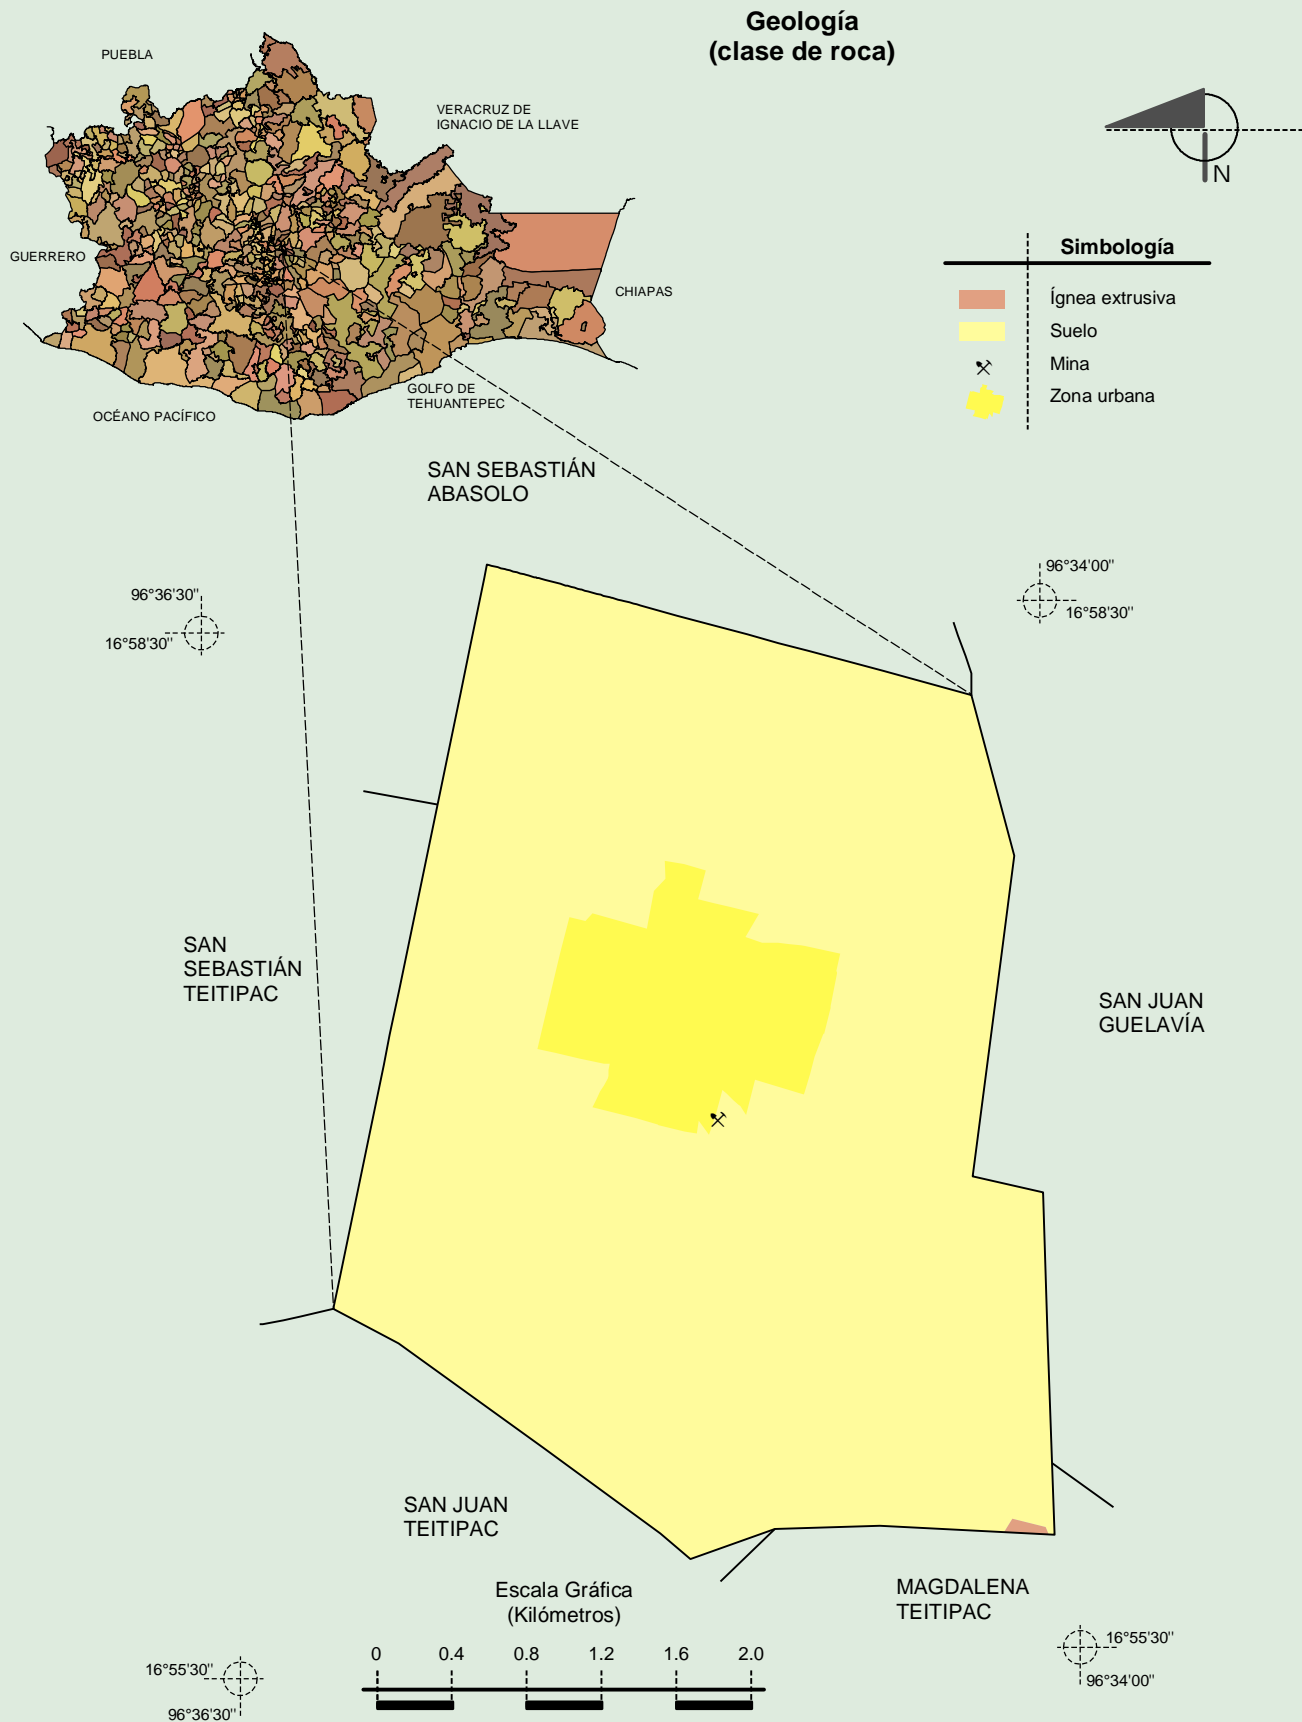 Geología
(clase de roca)
PUEBLA
VERACRUZ DE
IGNACIO DE LA LLAVE
N
GUERRERO
CHIAPAS
GOLFO DE
TEHUANTEPEC
OCÉANO PACÍFICO
Simbología
Ígnea extrusiva
Suelo
Mina
Zona urbana
SAN SEBASTIÁN
ABASOLO
96°36'30"
16°58'30"
96°34'00"
16°58'30"
SAN
SEBASTIÁN
TEITIPAC
SAN JUAN
GUELAVÍA
SAN JUAN
TEITIPAC
MAGDALENA
TEITIPAC
Escala Gráfica
(Kilómetros)
0 0.4 0.8 1.2 1.6 2.0
16°55'30"
96°36'30"
16°55'30"
96°34'00"